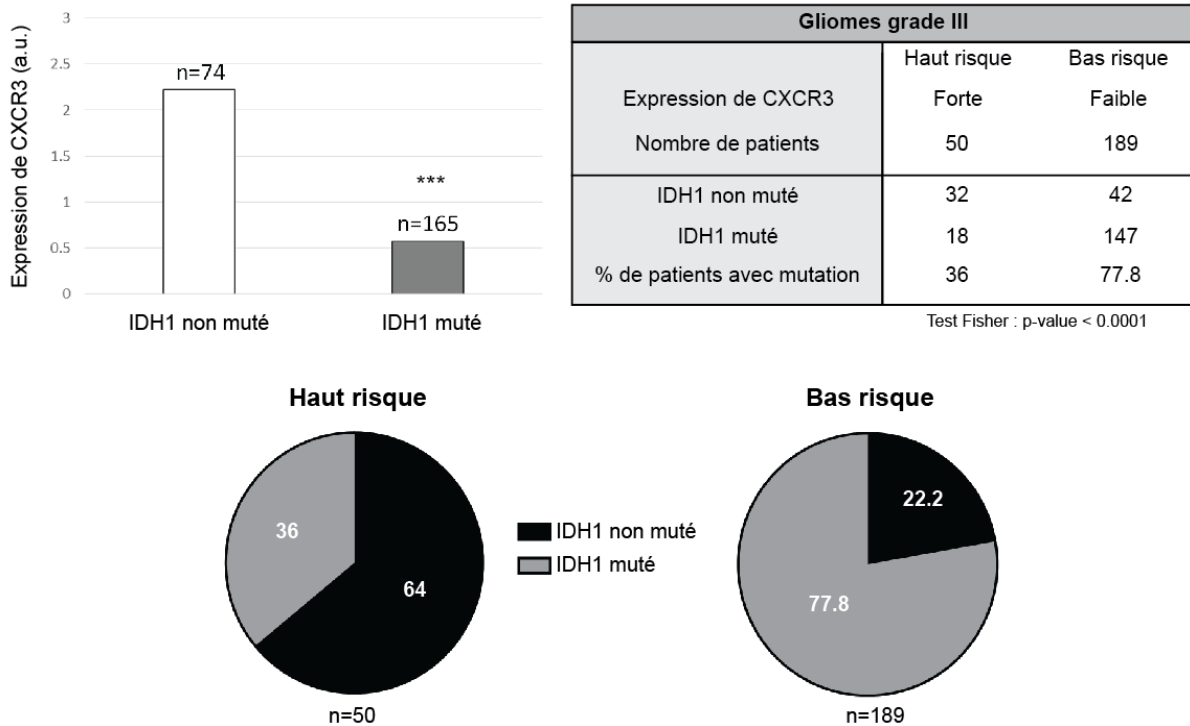 Expression de CXCR3 (a.u.)
3
2.5
2
1.5
1
0.5
0
n=74
***
n=165
IDH1 non muté
IDH1 muté
Gliomes grade III
Haut risque Bas risque
Expression de CXCR3 Forte Faible
Nombre de patients 50 189
IDH1 non muté 32 42
IDH1 muté 18 147
% de patients avec mutation 36 77.8
Test Fisher : p-value < 0.0001
Haut risque
36
64
n=50
IDH1 non muté
IDH1 muté
Bas risque
22.2
77.8
n=189